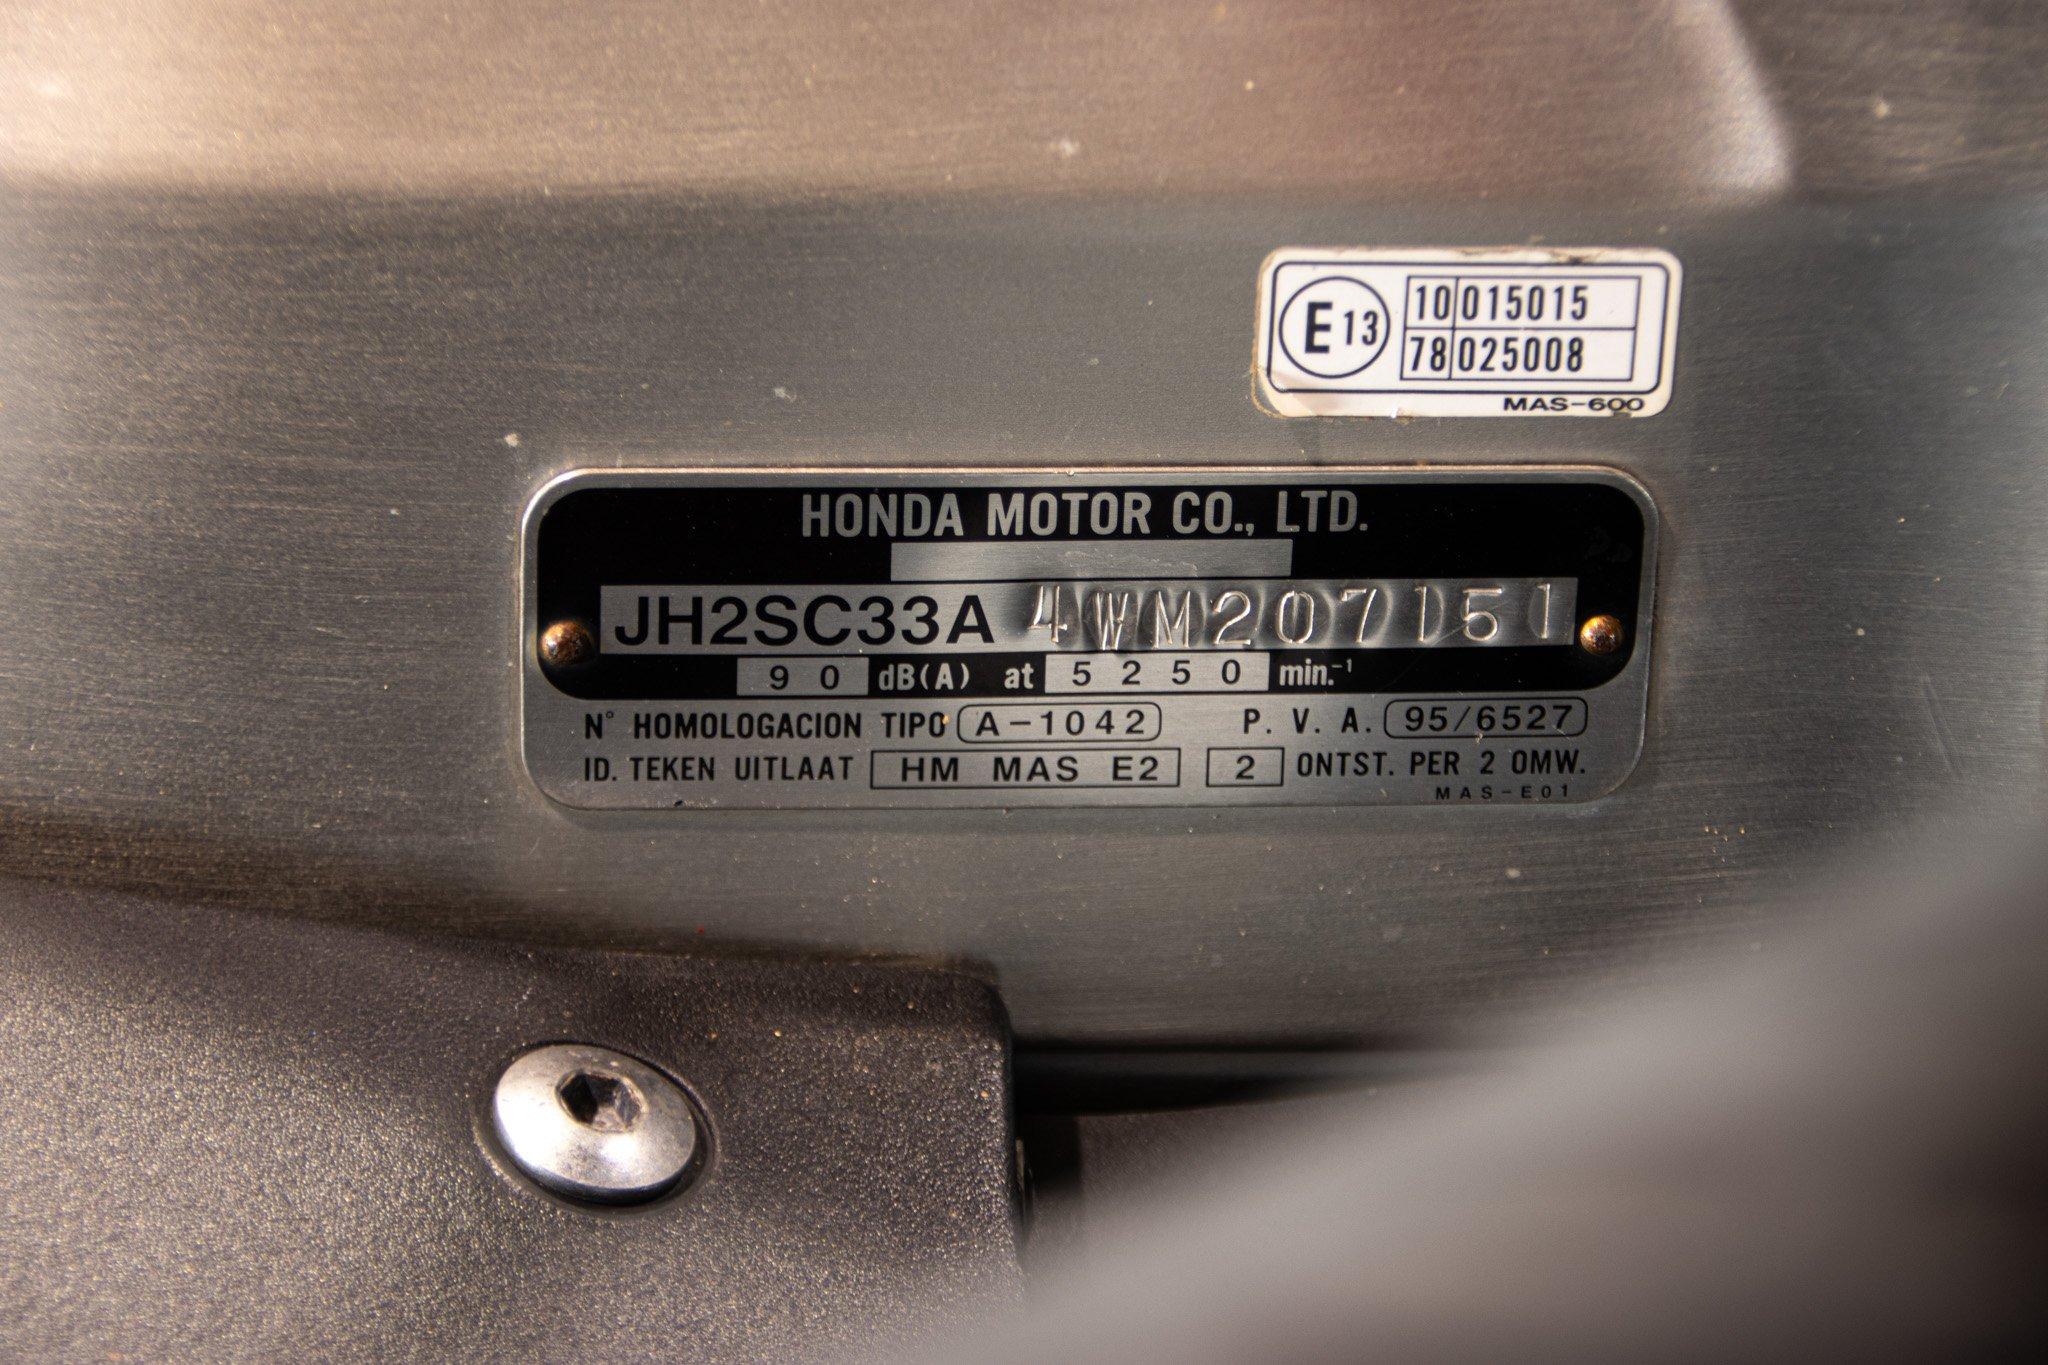 E 13
10 015015
78 025008
MAS-600
HONDA MOTOR CO., LTD.
JH2SC33A 4WM207151
90 dB(A) at 5250 min.⁻¹
N° HOMOLOGACION TIPO A-1042 P. V. A. 95/6527
ID. TEKEN UITLAAT HM MAS E2 2 ONTST. PER 2 OMW.
MAS-E01